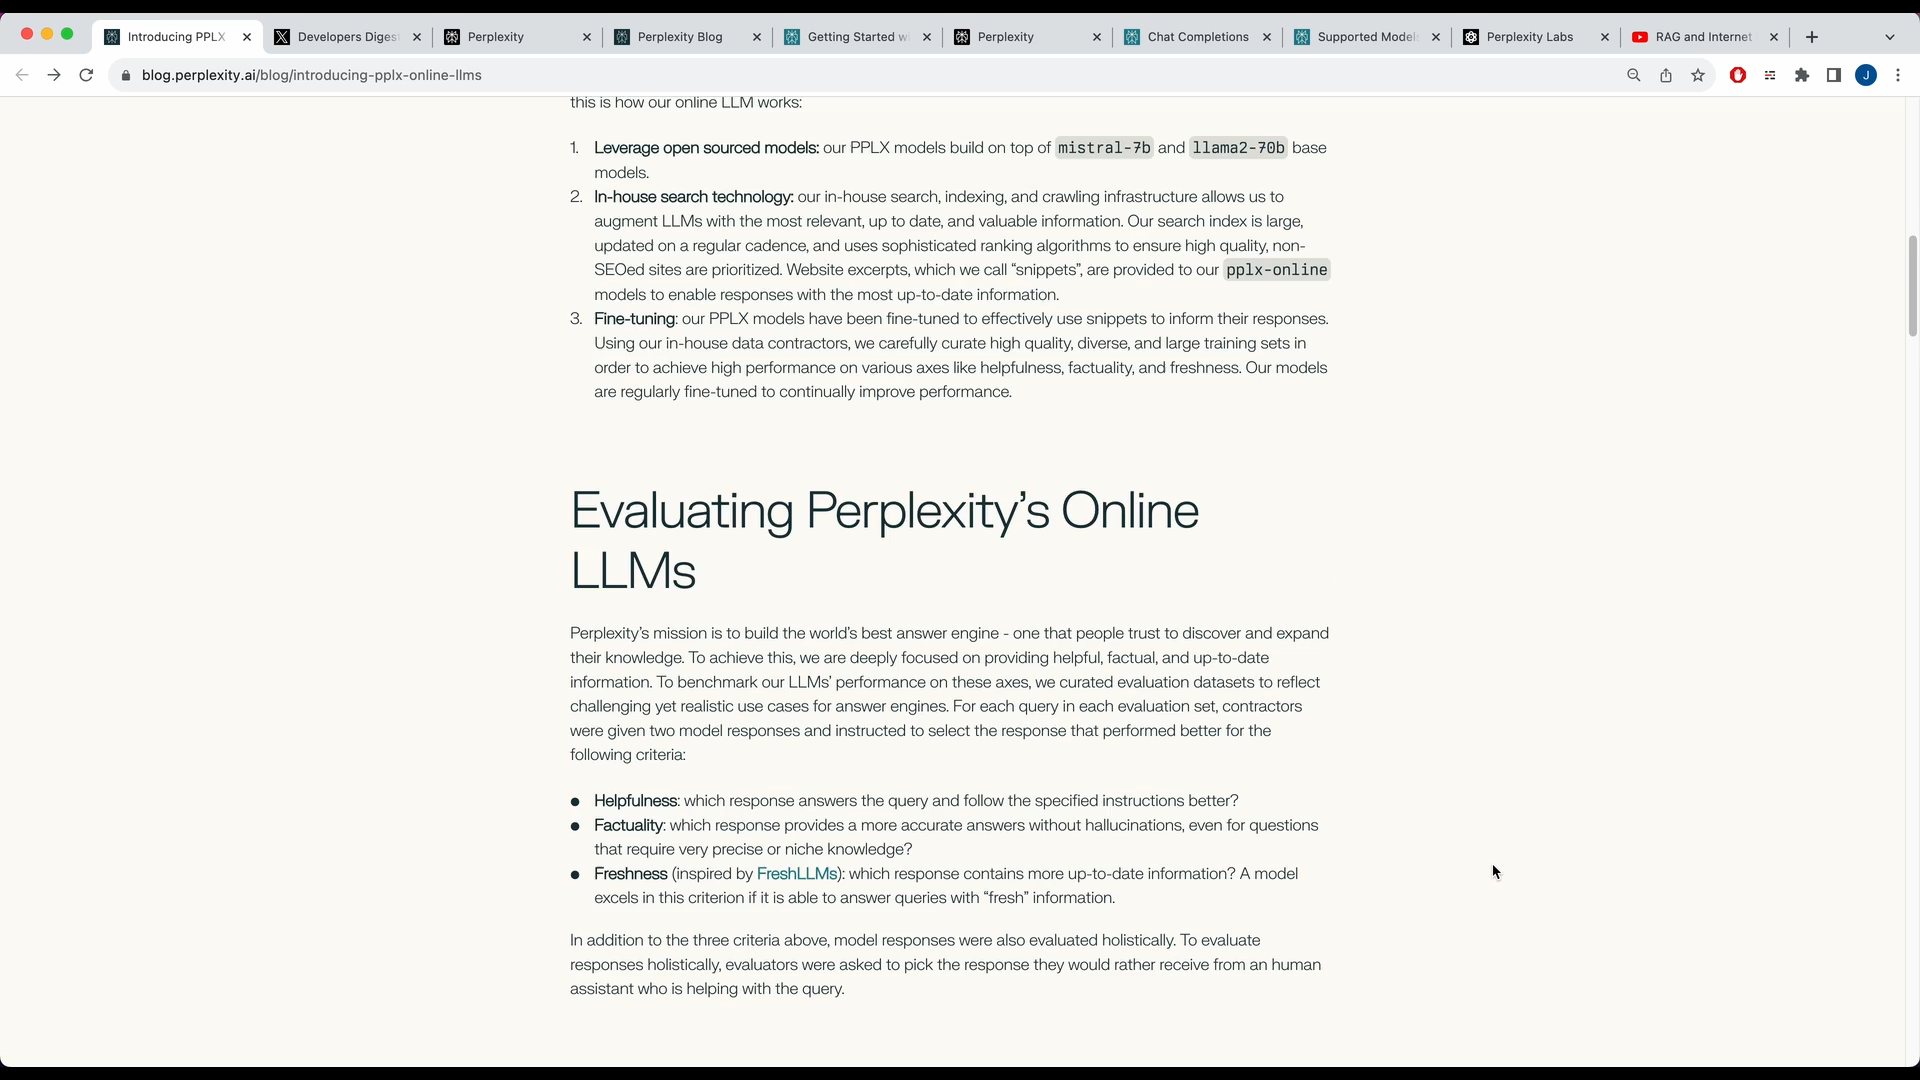 Introducing PPLX
Developers Diges
Perplexity
Perplexity Blog
Getting Started w
Perplexity
Chat Completions
Supported Model
Perplexity Labs
RAG and Internet
blog.perplexity.ai/blog/introducing-pplx-online-llms
J
this is how our online LLM works:
1. Leverage open sourced models: our PPLX models build on top of mistral-7b and llama2-70b base
models.
2. In-house search technology: our in-house search, indexing, and crawling infrastructure allows us to
augment LLMs with the most relevant, up to date, and valuable information. Our search index is large,
updated on a regular cadence, and uses sophisticated ranking algorithms to ensure high quality, non-
SEOed sites are prioritized. Website excerpts, which we call “snippets”, are provided to our pplx-online
models to enable responses with the most up-to-date information.
3. Fine-tuning: our PPLX models have been fine-tuned to effectively use snippets to inform their responses.
Using our in-house data contractors, we carefully curate high quality, diverse, and large training sets in
order to achieve high performance on various axes like helpfulness, factuality, and freshness. Our models
are regularly fine-tuned to continually improve performance.
Evaluating Perplexity’s Online
LLMs
Perplexity’s mission is to build the world’s best answer engine - one that people trust to discover and expand
their knowledge. To achieve this, we are deeply focused on providing helpful, factual, and up-to-date
information. To benchmark our LLMs’ performance on these axes, we curated evaluation datasets to reflect
challenging yet realistic use cases for answer engines. For each query in each evaluation set, contractors
were given two model responses and instructed to select the response that performed better for the
following criteria:
● Helpfulness: which response answers the query and follow the specified instructions better?
● Factuality: which response provides a more accurate answers without hallucinations, even for questions
that require very precise or niche knowledge?
● Freshness (inspired by FreshLLMs): which response contains more up-to-date information? A model
excels in this criterion if it is able to answer queries with “fresh” information.
In addition to the three criteria above, model responses were also evaluated holistically. To evaluate
responses holistically, evaluators were asked to pick the response they would rather receive from an human
assistant who is helping with the query.